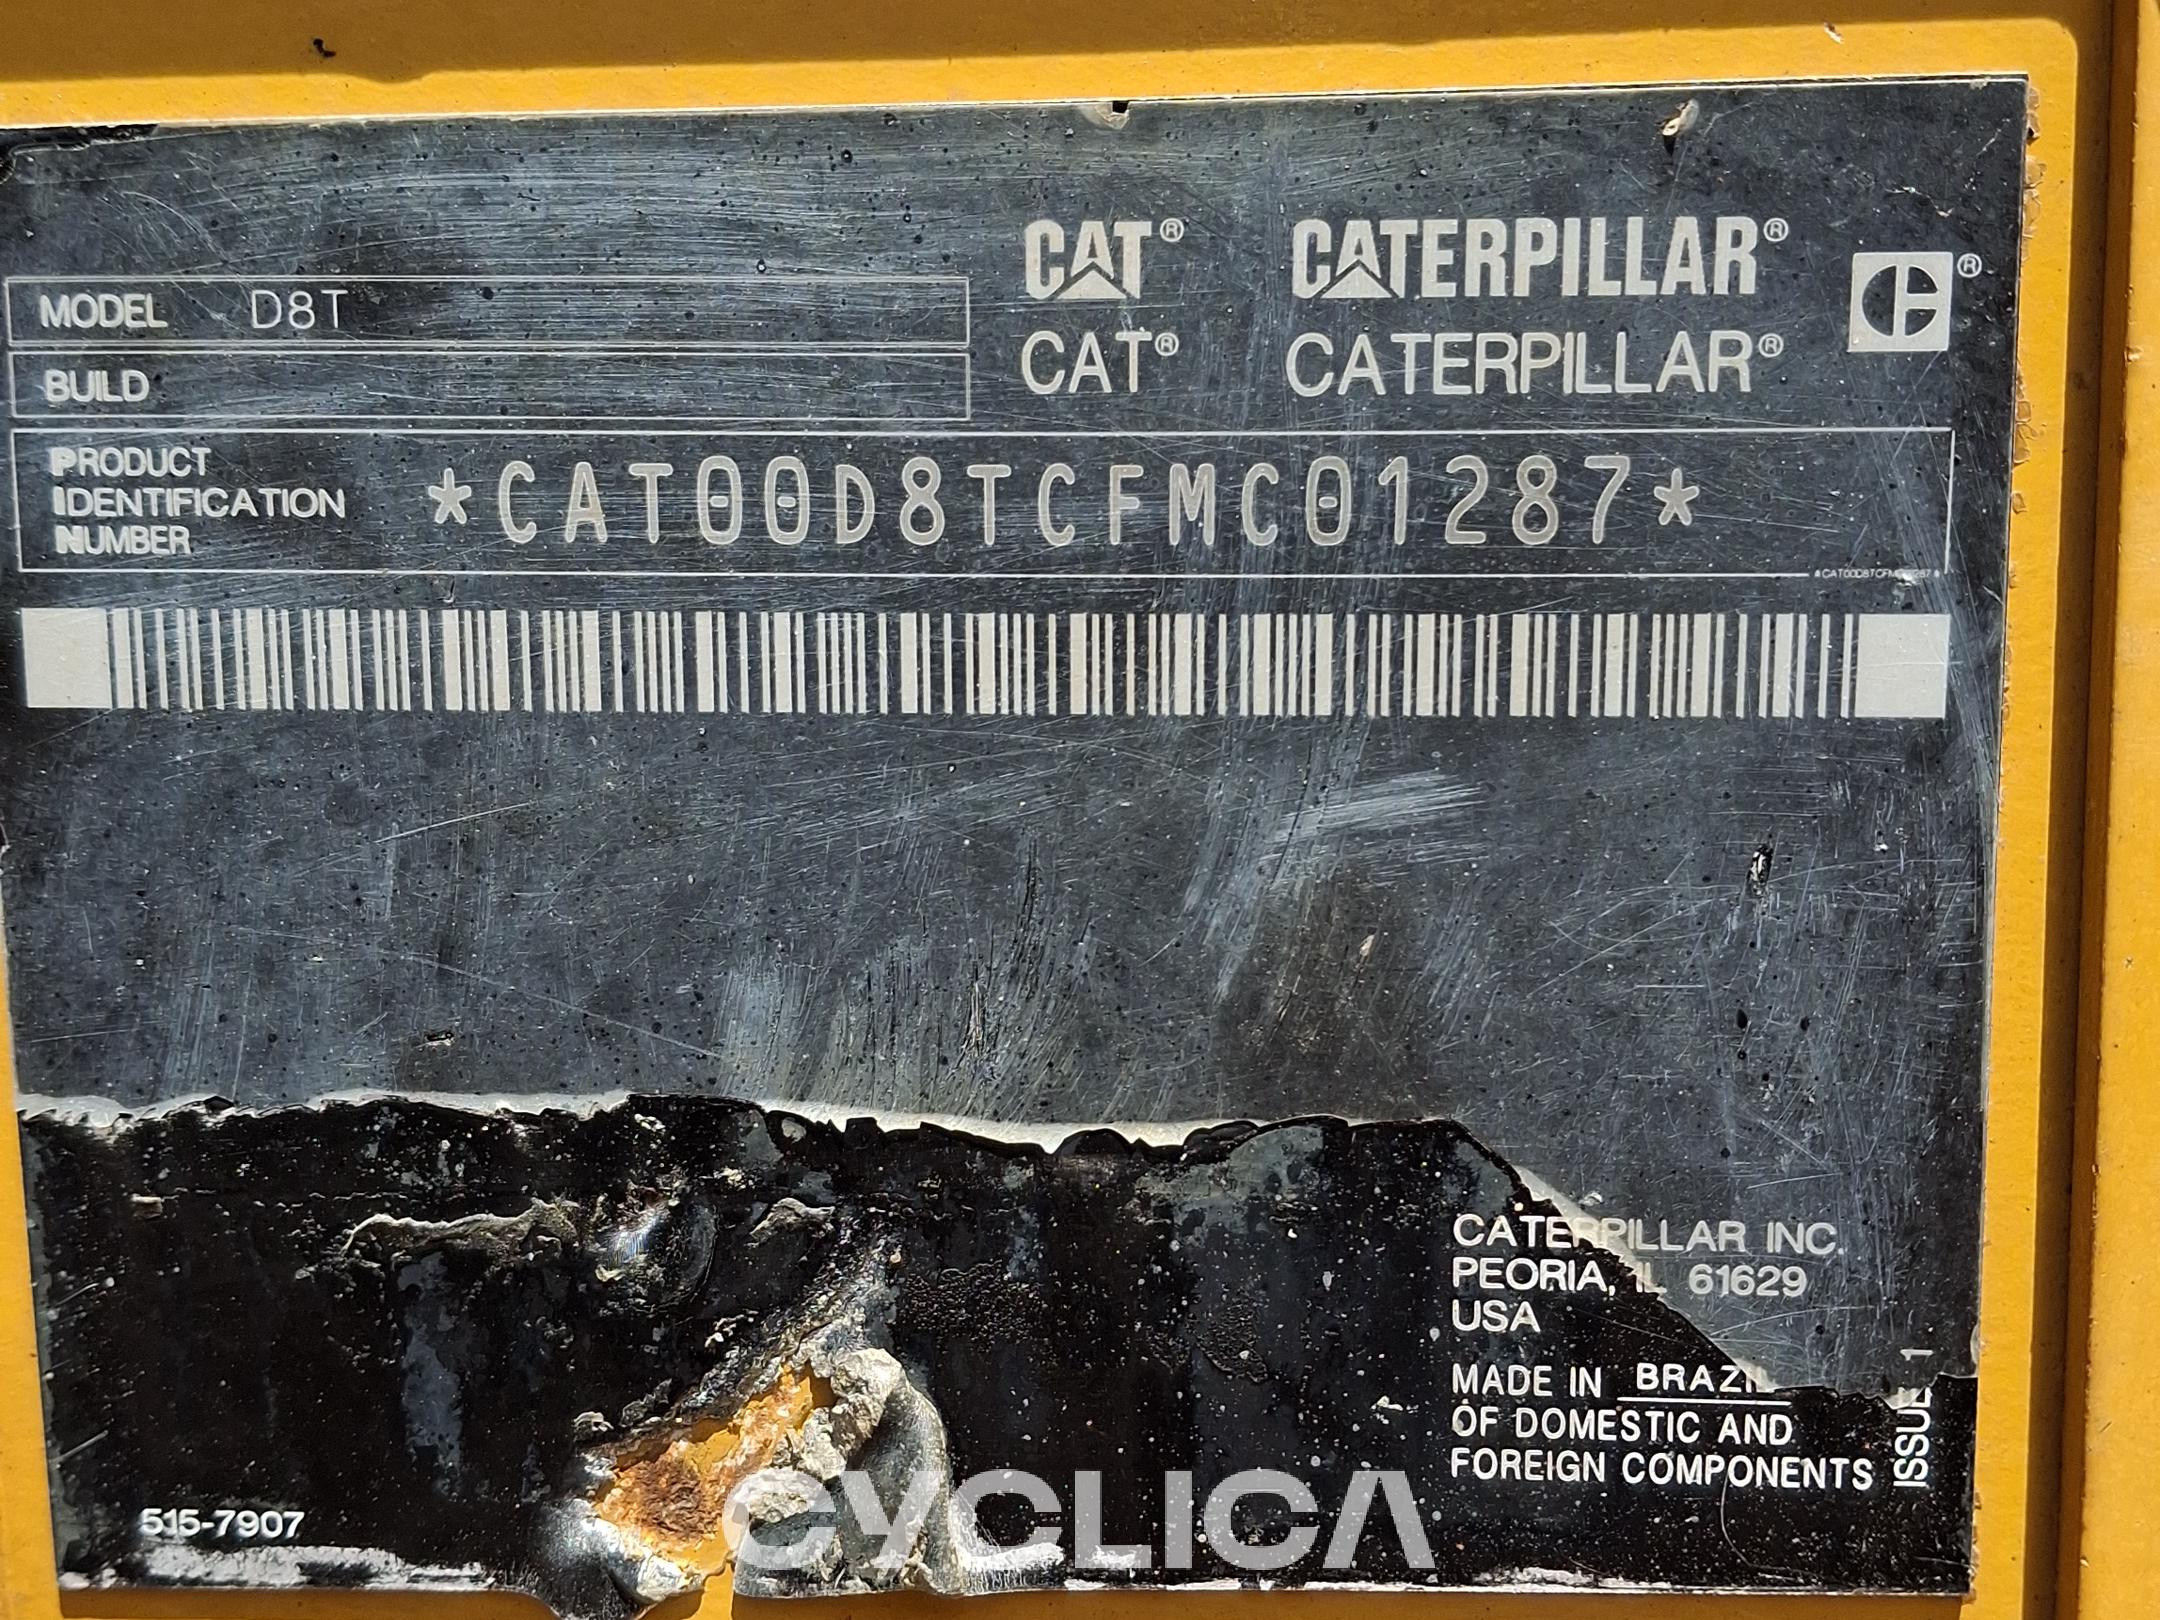 CAT® CATERPILLAR®
CAT® CATERPILLAR®
MODEL D8T
BUILD
PRODUCT
IDENTIFICATION
NUMBER
*CAT00D8TCFMC01287*
CATERPILLAR INC.
PEORIA, IL 61629
USA
MADE IN BRAZIL
OF DOMESTIC AND
FOREIGN COMPONENTS
ISSUE 1
515-7907
CYCLICA